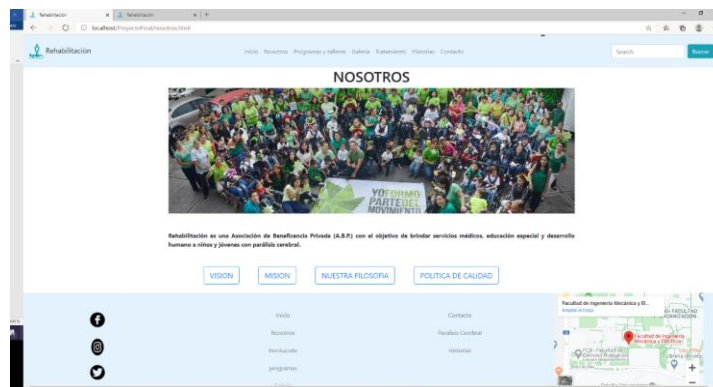 Rehabilitación
Rehabilitación
localhost/ProyectoFinal/nosotros.html
Rehabilitación
Inicio Nosotros Programas y talleres Galeria Tratamiento Historias Contacto
Search
Buscar
NOSOTROS
YO FORMO
PARTE DEL
MOVIMIENTO
Rehabilitación es una Asociación de Beneficencia Privada (A.B.P.) con el objetivo de brindar servicios médicos, educación especial y desarrollo
humano a niños y jóvenes con parálisis cerebral.
VISION
MISION
NUESTRA FILOSOFIA
POLITICA DE CALIDAD
Inicio
Nosotros
Involucrate
programas
Contacto
Parálisis Cerebral
Historias
Facultad de Ingeniería Mecánica y El...
Ampliar el mapa
Facultad de Ingeniería
Mecánica y Eléctrica